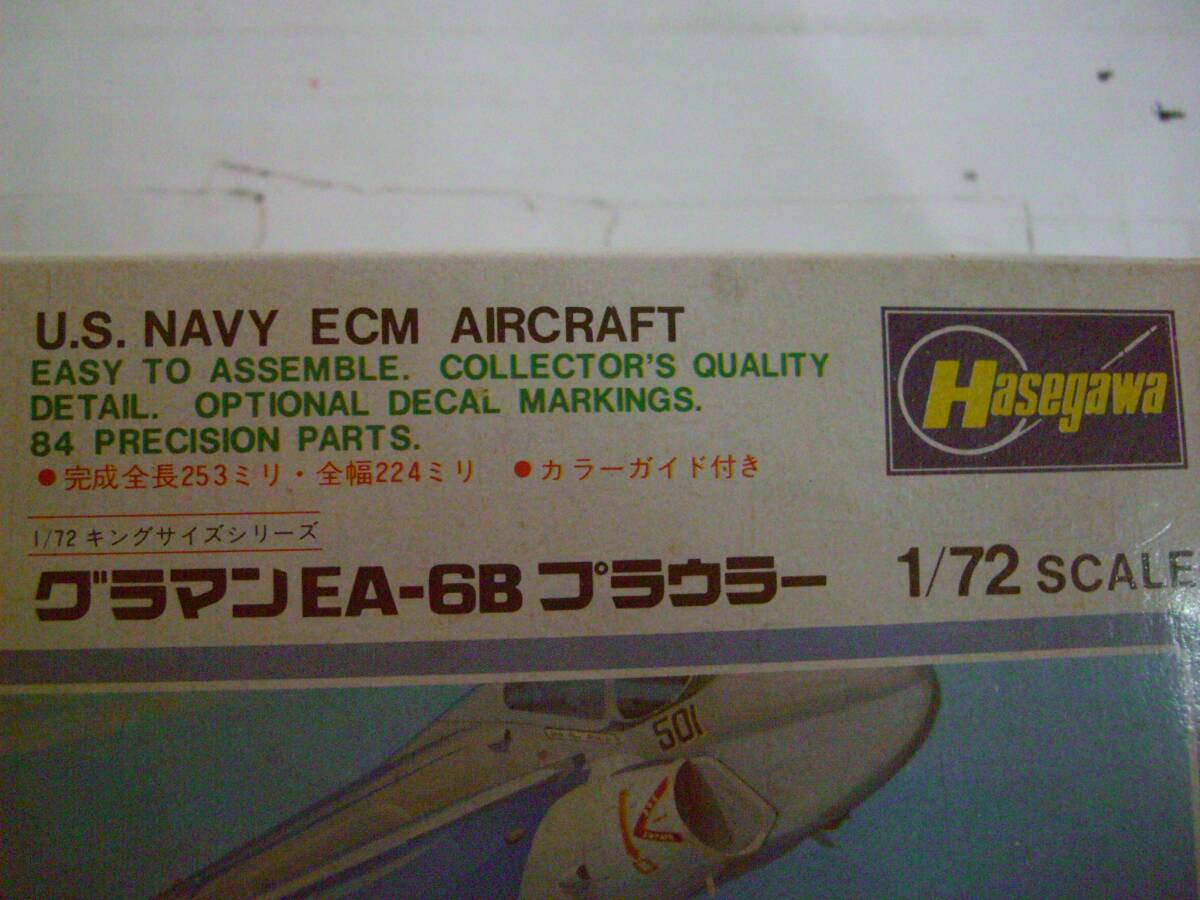 U.S. NAVY ECM AIRCRAFT
EASY TO ASSEMBLE. COLLECTOR'S QUALITY
DETAIL. OPTIONAL DECAL MARKINGS.
84 PRECISION PARTS.
●完成全長253ミリ・全幅224ミリ ●カラーガイド付き
Hasegawa
1/72 キングサイズシリーズ
グラマンEA-6Bプラウラー
1/72 SCALE
501